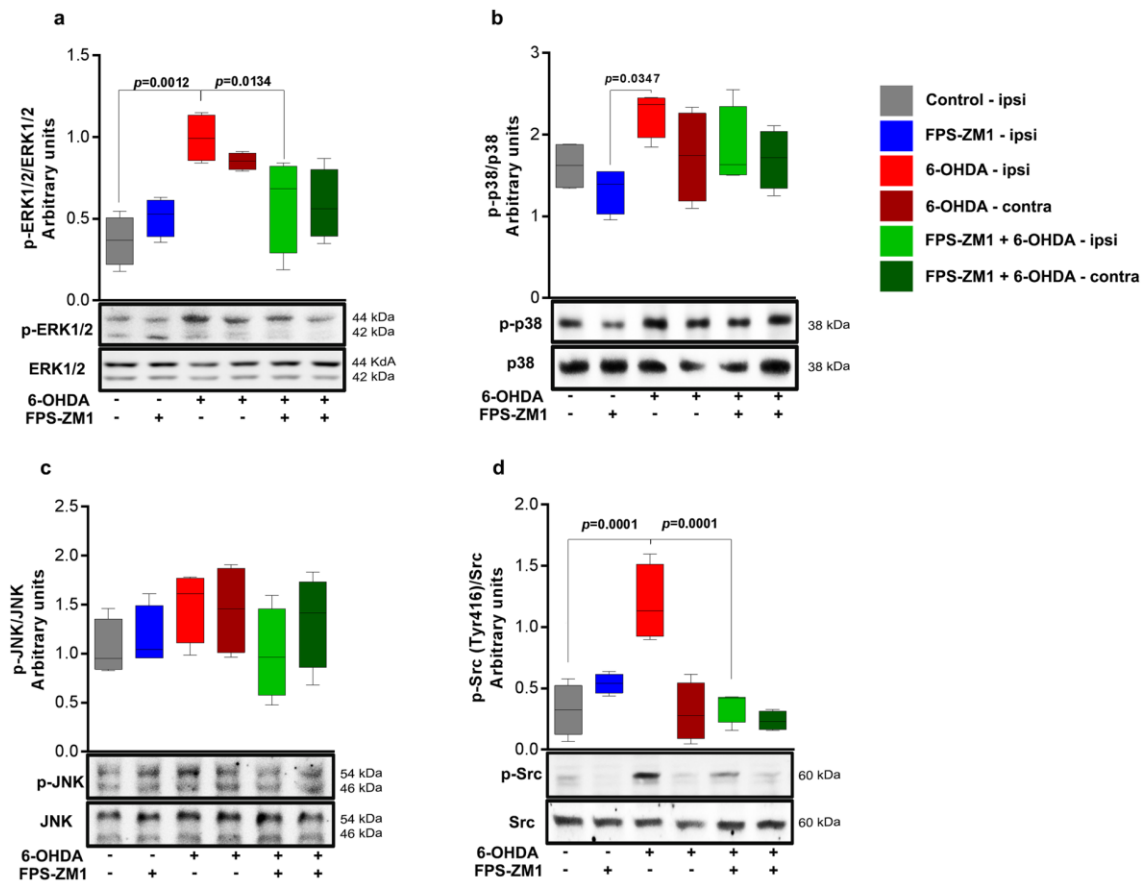 a
p-ERK1/2/ERK1/2
Arbitrary units
1.5
1.0
0.5
0.0
p=0.0012
p=0.0134
p-ERK1/2
44 kDa
42 kDa
ERK1/2
44 KdA
42 kDa
6-OHDA - - + + + +
FPS-ZM1 - + - - + +
b
p-p38/p38
Arbitrary units
3
2
1
0
p=0.0347
p-p38
38 kDa
p38
38 kDa
6-OHDA - - + + + +
FPS-ZM1 - + - - + +
Control - ipsi
FPS-ZM1 - ipsi
6-OHDA - ipsi
6-OHDA - contra
FPS-ZM1 + 6-OHDA - ipsi
FPS-ZM1 + 6-OHDA - contra
c
p-JNK/JNK
Arbitrary units
2.5
2.0
1.5
1.0
0.5
0.0
p-JNK
54 kDa
46 kDa
JNK
54 kDa
46 kDa
6-OHDA - - + + + +
FPS-ZM1 - + - - + +
d
p-Src (Tyr416)/Src
Arbitrary units
2.0
1.5
1.0
0.5
0.0
p=0.0001
p=0.0001
p-Src
60 kDa
Src
60 kDa
6-OHDA - - + + + +
FPS-ZM1 - + - - + +